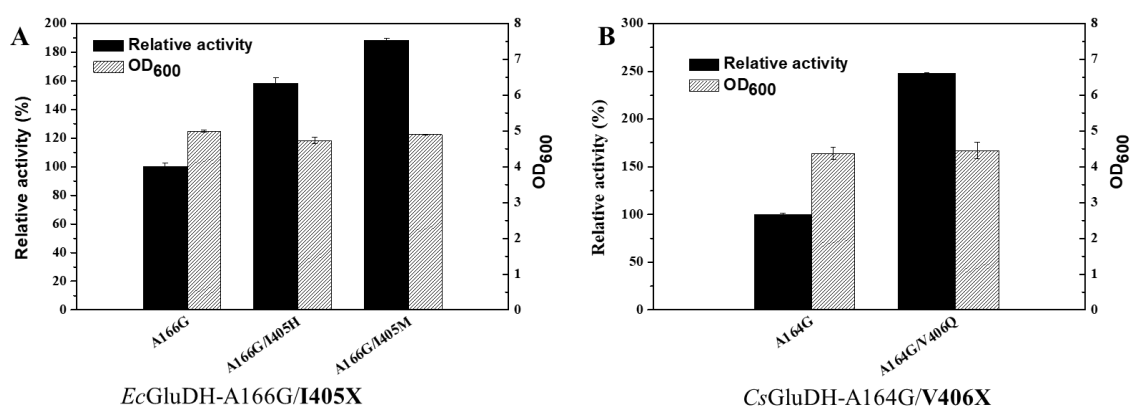 A
Relative activity
OD600
Relative activity (%)
200
180
160
140
120
100
80
60
40
20
0
8
7
6
5
4
3
2
1
0
OD600
A166G
A166G/I405H
A166G/I405M
EcGluDH-A166G/I405X
B
Relative activity
OD600
Relative activity (%)
300
250
200
150
100
50
0
8
7
6
5
4
3
2
1
0
OD600
A164G
A164G/V406Q
CsGluDH-A164G/V406X